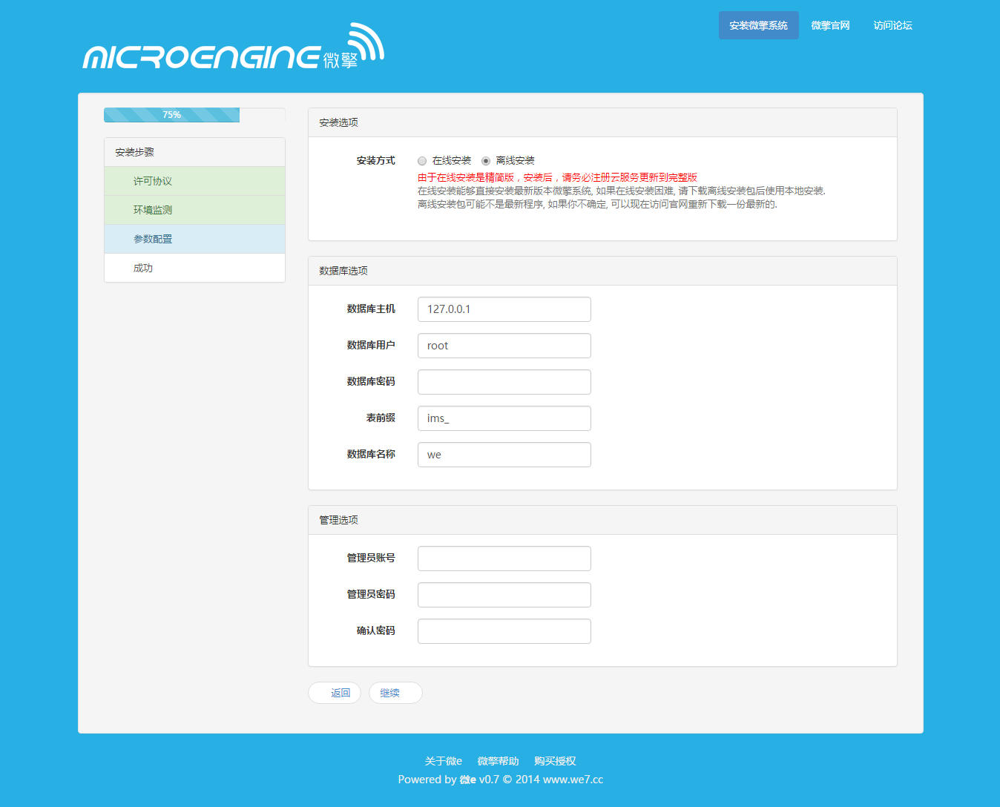 安装微擎系统 微擎官网 访问论坛
MICROENGINE微擎
75%
安装步骤
许可协议
环境监测
参数配置
成功
安装选项
安装方式 在线安装 离线安装
由于在线安装是精简版，安装后，请务必注册云服务更新到完整版
在线安装能够直接安装最新版本微擎系统, 如果在线安装困难, 请下载离线安装包后使用本地安装.
离线安装包可能不是最新程序, 如果你不确定, 可以现在访问官网重新下载一份最新的.
数据库选项
数据库主机 127.0.0.1
数据库用户 root
数据库密码
表前缀 ims_
数据库名称 we
管理选项
管理员账号
管理员密码
确认密码
返回 继续
关于微e 微擎帮助 购买授权
Powered by 微e v0.7 © 2014 www.we7.cc